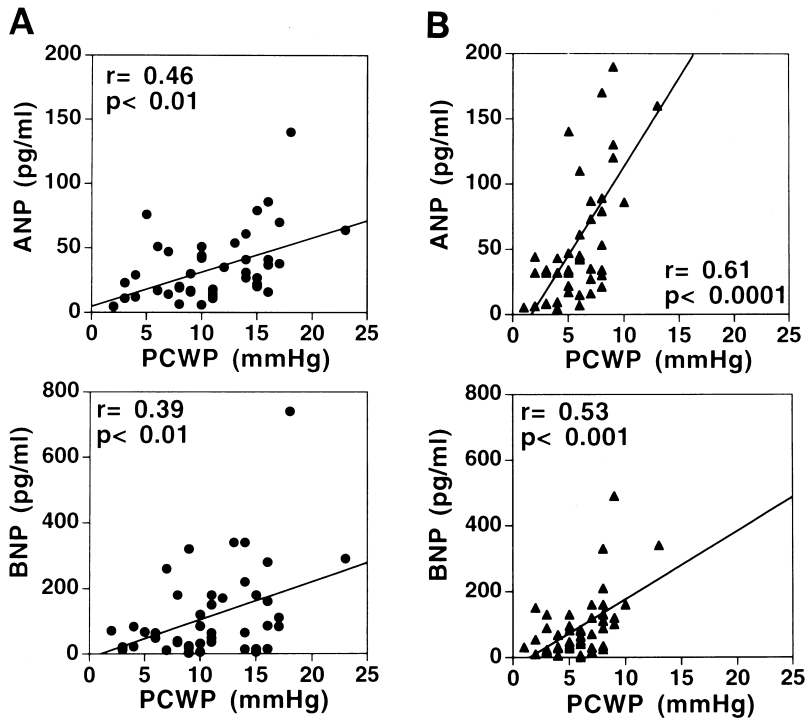 A
200
150
100
50
0
ANP (pg/ml)
r= 0.46
p< 0.01
0 5 10 15 20 25
PCWP (mmHg)
B
200
150
100
50
0
ANP (pg/ml)
r= 0.61
p< 0.0001
0 5 10 15 20 25
PCWP (mmHg)
800
600
400
200
0
BNP (pg/ml)
r= 0.39
p< 0.01
0 5 10 15 20 25
PCWP (mmHg)
800
600
400
200
0
BNP (pg/ml)
r= 0.53
p< 0.001
0 5 10 15 20 25
PCWP (mmHg)